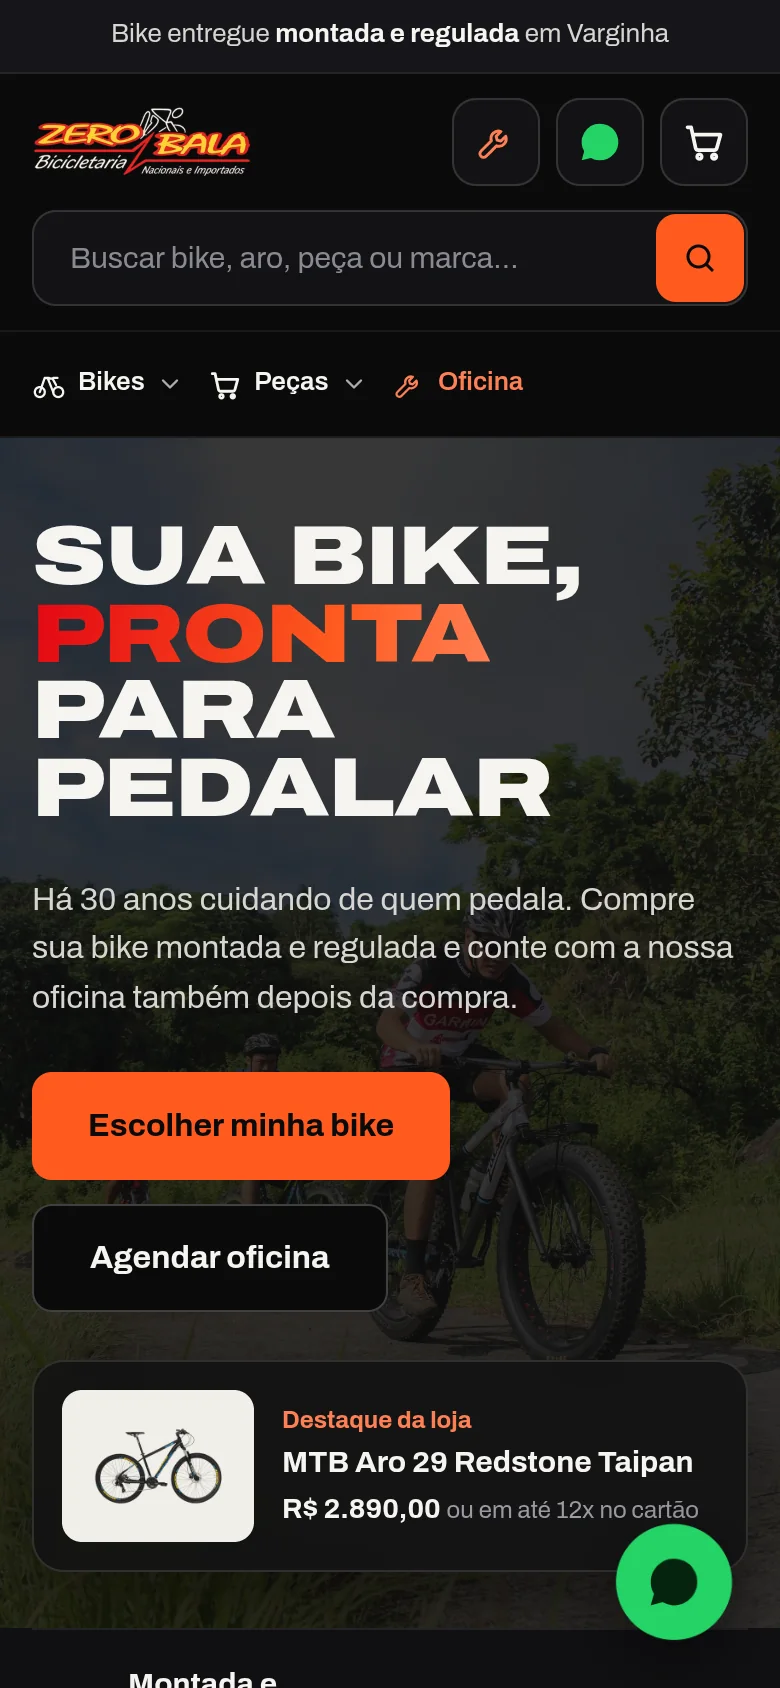 Bike entregue montada e regulada em Varginha
ZERO BALA
Bicicletaria Nacionais e Importados
Buscar bike, aro, peça ou marca...
Bikes Peças Oficina
SUA BIKE,
PRONTA
PARA
PEDALAR
Há 30 anos cuidando de quem pedala. Compre
sua bike montada e regulada e conte com a nossa
oficina também depois da compra.
GARMIN
Escolher minha bike
Agendar oficina
Destaque da loja
MTB Aro 29 Redstone Taipan
R$ 2.890,00 ou em até 12x no cartão
Montada e